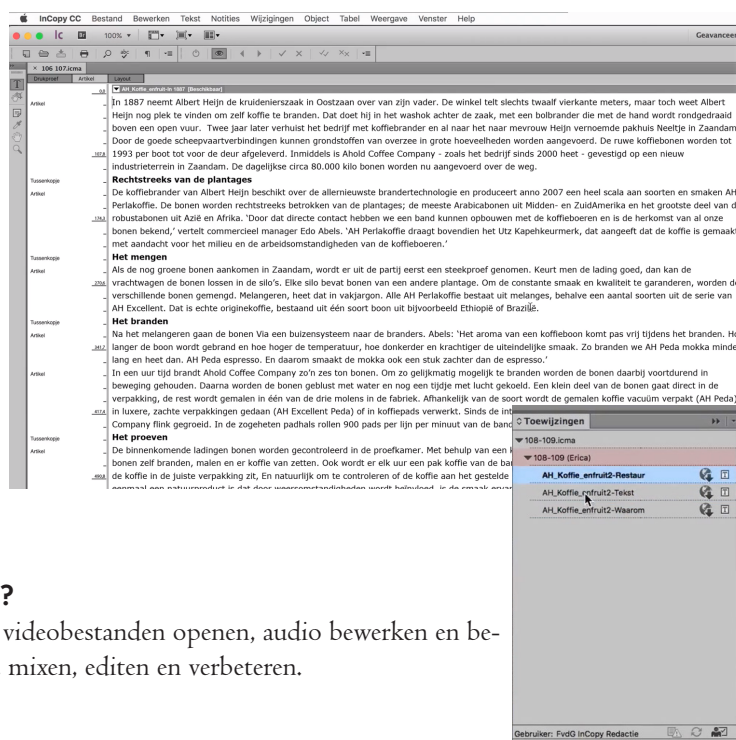 InCopy CC Bestand Bewerken Tekst Notities Wijzigingen Object Tabel Weergave Venster Help
Ic Br 100% Geavanceer
× 106 107.icma
Drukproef Artikel Layout
0,0 AH_Koffie_enfruit-In 1887 [Beschikbaar]
Artikel In 1887 neemt Albert Heijn de kruidenierszaak in Oostzaan over van zijn vader. De winkel telt slechts twaalf vierkante meters, maar toch weet Albert
Heijn nog plek te vinden om zelf koffie te branden. Dat doet hij in het washok achter de zaak, met een bolbrander die met de hand wordt rondgedraaid
boven een open vuur. Twee jaar later verhuist het bedrijf met koffiebrander en al naar het naar mevrouw Heijn vernoemde pakhuis Neeltje in Zaandam
Door de goede scheepvaartverbindingen kunnen grondstoffen van overzee in grote hoeveelheden worden aangevoerd. De ruwe koffiebonen worden tot
107,8 1993 per boot tot voor de deur afgeleverd. Inmiddels is Ahold Coffee Company - zoals het bedrijf sinds 2000 heet - gevestigd op een nieuw
industrieterrein in Zaandam. De dagelijkse circa 80.000 kilo bonen worden nu aangevoerd over de weg.
Tussenkopje Rechtstreeks van de plantages
Artikel De koffiebrander van Albert Heijn beschikt over de allernieuwste brandertechnologie en produceert anno 2007 een heel scala aan soorten en smaken AH
Perlakoffie. De bonen worden rechtstreeks betrokken van de plantages; de meeste Arabicabonen uit Midden- en ZuidAmerika en het grootste deel van d
robustabonen uit Azië en Afrika. ‘Door dat directe contact hebben we een band kunnen opbouwen met de koffieboeren en is de herkomst van al onze
bonen bekend,’ vertelt commercieel manager Edo Abels. ‘AH Perlakoffie draagt bovendien het Utz Kapehkeurmerk, dat aangeeft dat de koffie is gemaakt
met aandacht voor het milieu en de arbeidsomstandigheden van de koffieboeren.’
Tussenkopje Het mengen
Artikel Als de nog groene bonen aankomen in Zaandam, wordt er uit de partij eerst een steekproef genomen. Keurt men de lading goed, dan kan de
vrachtwagen de bonen lossen in de silo’s. Elke silo bevat bonen van een andere plantage. Om de constante smaak en kwaliteit te garanderen, worden de
verschillende bonen gemengd. Melangeren, heet dat in vakjargon. Alle AH Perlakoffie bestaat uit melanges, behalve een aantal soorten uit de serie van
AH Excellent. Dat is echte originekoffie, bestaand uit één soort boon uit bijvoorbeeld Ethiopië of Brazilië.
Tussenkopje Het branden
Artikel Na het melangeren gaan de bonen Via een buizensysteem naar de branders. Abels: ‘Het aroma van een koffieboon komt pas vrij tijdens het branden. Ho
langer de boon wordt gebrand en hoe hoger de temperatuur, hoe donkerder en krachtiger de uiteindelijke smaak. Zo branden we AH Peda mokka minde
lang en heet dan. AH Peda espresso. En daarom smaakt de mokka ook een stuk zachter dan de espresso.’
Artikel In een uur tijd brandt Ahold Coffee Company zo’n zes ton bonen. Om zo gelijkmatig mogelijk te branden worden de bonen daarbij voortdurend in
beweging gehouden. Daarna worden de bonen geblust met water en nog een tijdje met lucht gekoeld. Een klein deel van de bonen gaat direct in de
verpakking, de rest wordt gemalen in één van de drie molens in de fabriek. Afhankelijk van de soort wordt de gemalen koffie vacuüm verpakt (AH Peda)
in luxere, zachte verpakkingen gedaan (AH Excellent Peda) of in koffiepads verwerkt. Sinds de int
Company flink gegroeid. In de zogeheten padhals rollen 900 pads per lijn per minuut van de band
Tussenkopje Het proeven
Artikel De binnenkomende ladingen bonen worden gecontroleerd in de proefkamer. Met behulp van een k
bonen zelf branden, malen en er koffie van zetten. Ook wordt er elk uur een pak koffie van de ban
de koffie in de juiste verpakking zit, En natuurlijk om te controleren of de koffie aan het gestelde
eenmaal een natuurproduct is dat door weersomstandigheden wordt beïnvloed, is de smaak ervan
Toewijzingen
108-109.icma
108-109 (Erica)
AH_Koffie_enfruit2-Restaur
AH_Koffie_enfruit2-Tekst
AH_Koffie_enfruit2-Waarom
Gebruiker: FvdG InCopy Redactie
?
videobestanden openen, audio bewerken en be-
mixen, editen en verbeteren.